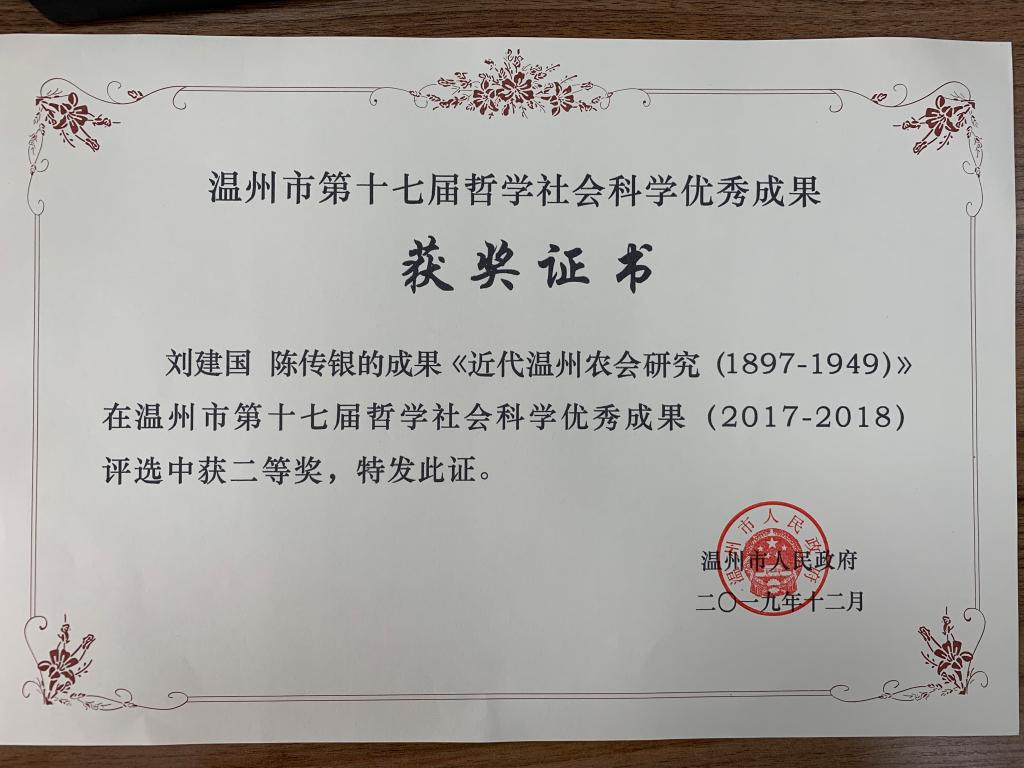 温州市第十七届哲学社会科学优秀成果
获奖证书
刘建国 陈传银的成果《近代温州农会研究(1897-1949)》
在温州市第十七届哲学社会科学优秀成果(2017-2018)
评选中获二等奖，特发此证。
温州市人民政府
温州市人民政府
二〇一九年十二月